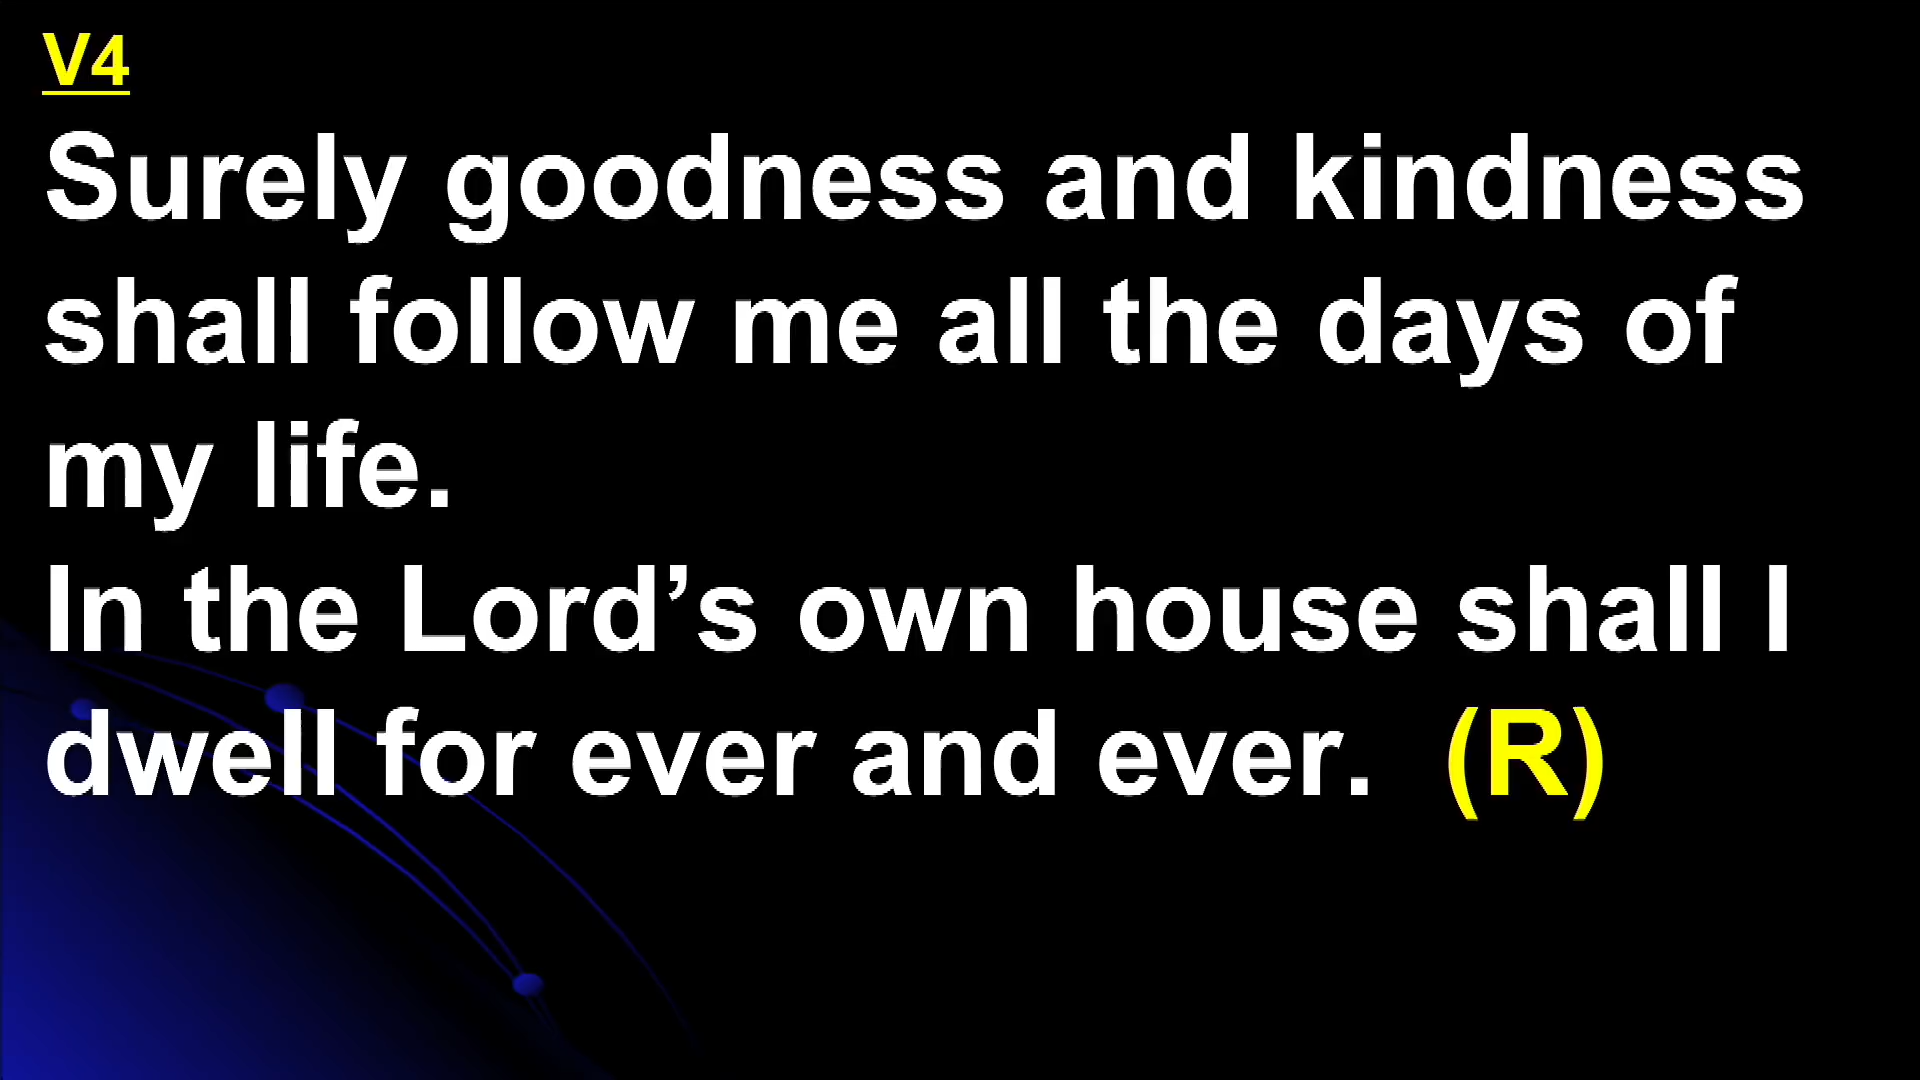 V4
Surely goodness and kindness
shall follow me all the days of
my life.
In the Lord’s own house shall I
dwell for ever and ever.  (R)